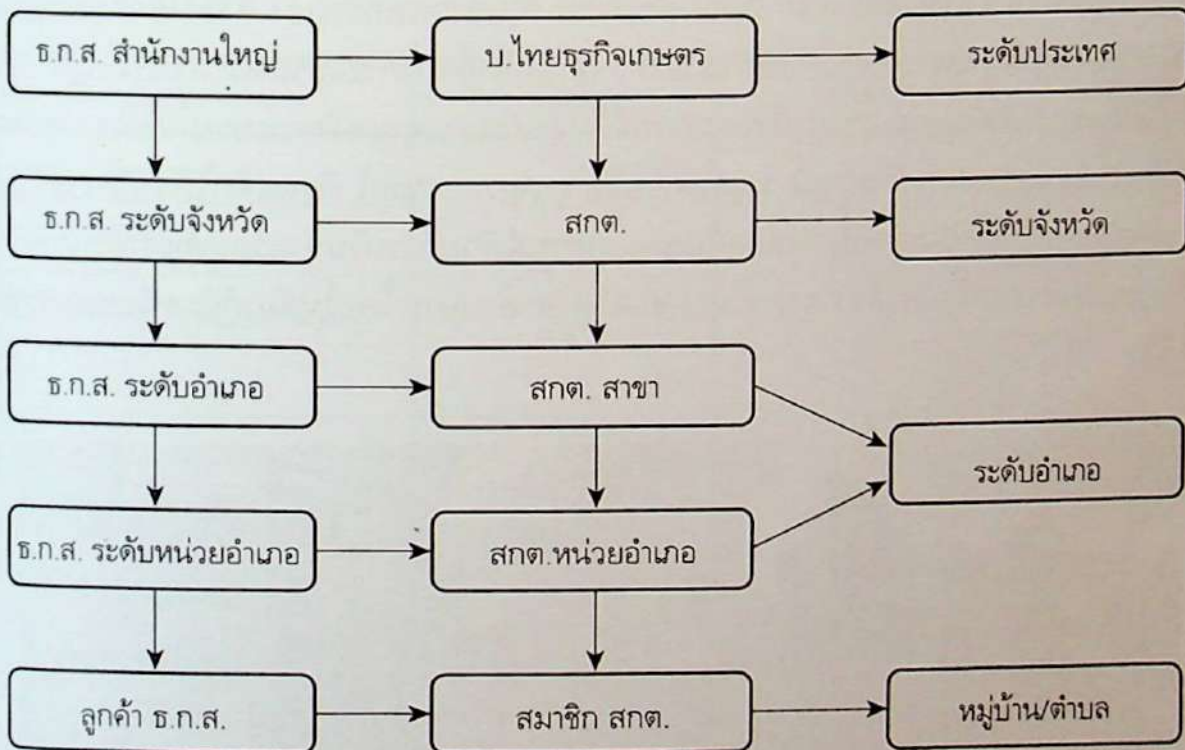 ธ.ก.ส. สำนักงานใหญ่
บ.ไทยธุรกิจเกษตร
ระดับประเทศ
ธ.ก.ส. ระดับจังหวัด
สกต.
ระดับจังหวัด
ธ.ก.ส. ระดับอำเภอ
สกต. สาขา
ระดับอำเภอ
ธ.ก.ส. ระดับหน่วยอำเภอ
สกต.หน่วยอำเภอ
ลูกค้า ธ.ก.ส.
สมาชิก สกต.
หมู่บ้าน/ตำบล